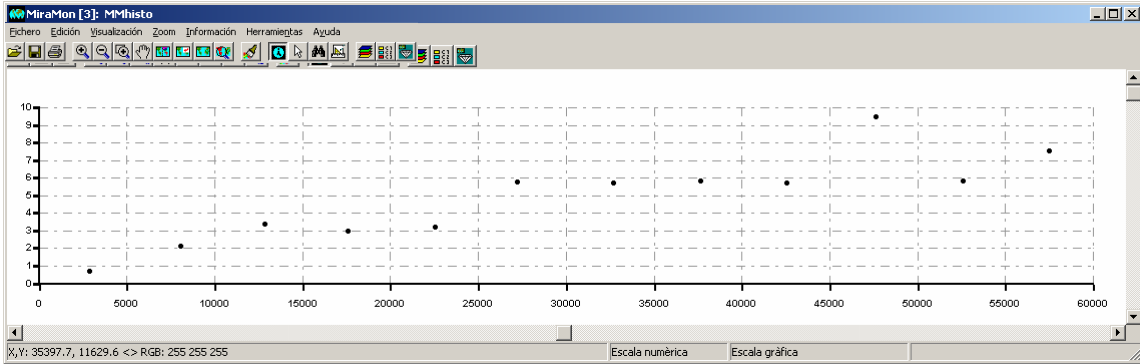 MiraMon [3]: MMhisto
Fichero Edición Visualización Zoom Información Herramientas Ayuda
10
9
8
7
6
5
4
3
2
1
0
0 5000 10000 15000 20000 25000 30000 35000 40000 45000 50000 55000 60000
X,Y: 35397.7, 11629.6 <> RGB: 255 255 255 Escala numèrica Escala gràfica